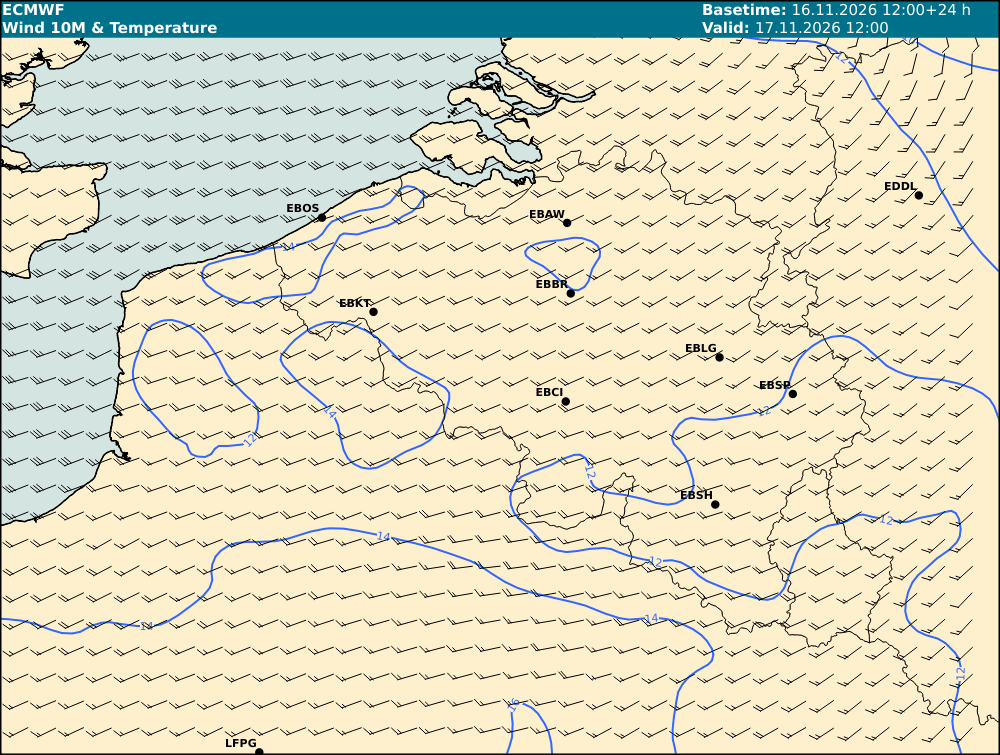 ECMWF
Basetime: 16.11.2026 12:00+24 h
Wind 10M & Temperature
Valid: 17.11.2026 12:00
12
EDDL
EBOS
EBAW
14
EBBR
EBKT
EBLG
EBSP
EBCI
14
12
12
12
EBSH
12
14
12
14
14
12
16
LFPG